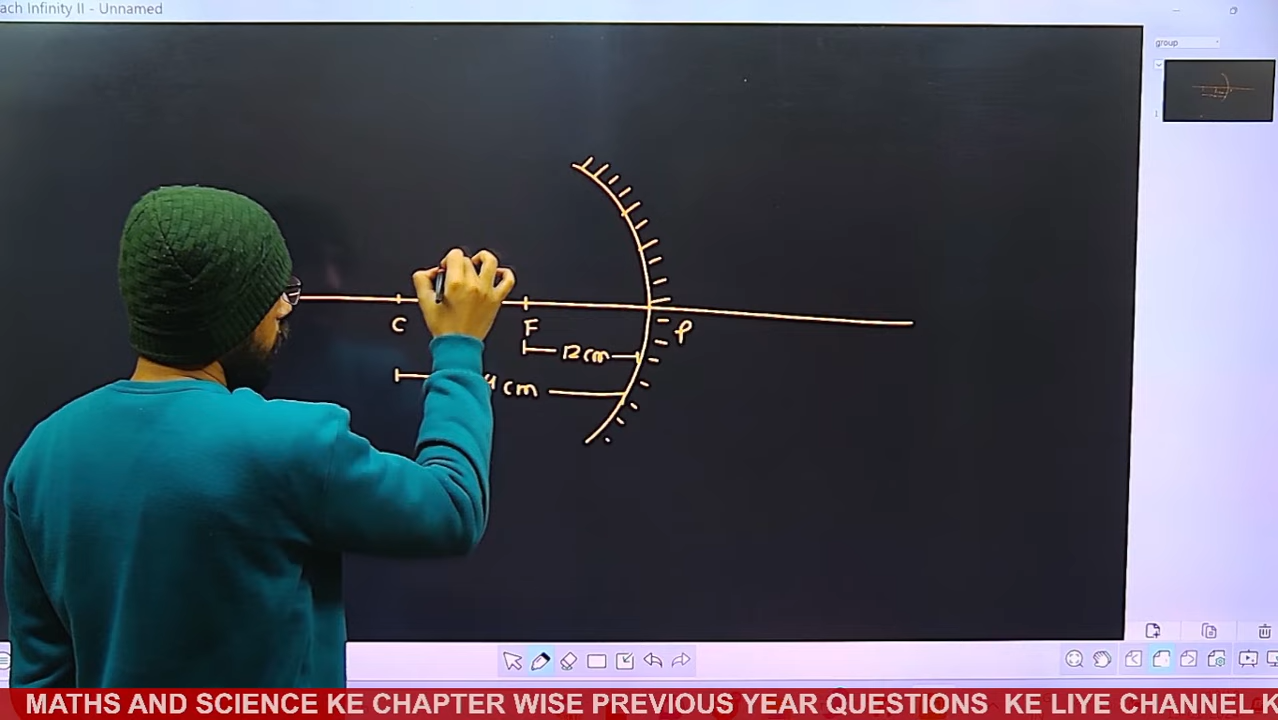 ach Infinity II - Unnamed
group
C
F
P
12cm
cm
1
MATHS AND SCIENCE KE CHAPTER WISE PREVIOUS YEAR QUESTIONS KE LIYE CHANNEL K